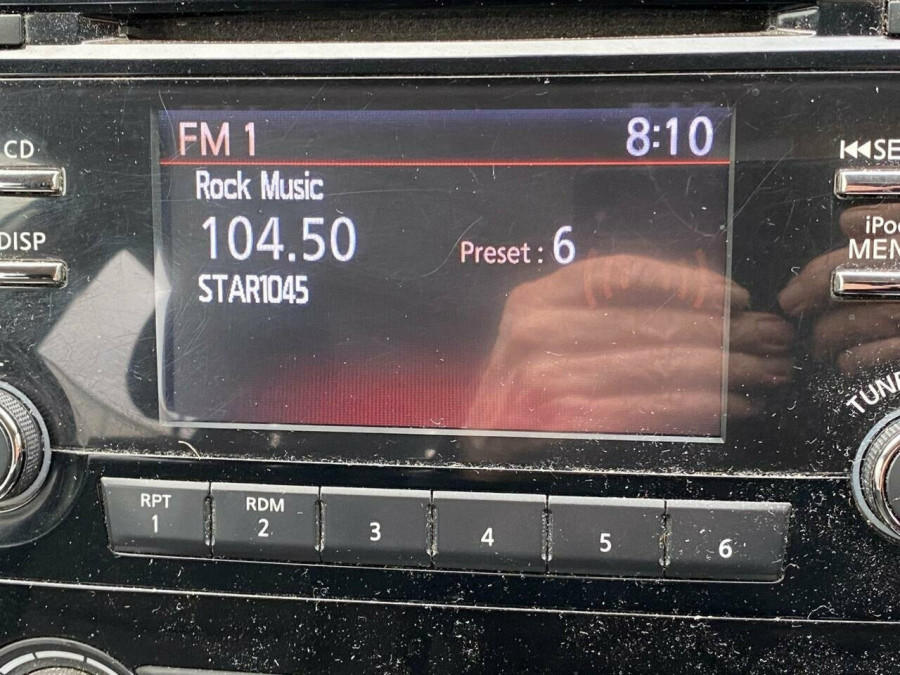 FM 1 8:10
CD
Rock Music
DISP
104.50 Preset : 6
STAR1045
iPo
MEN
TUN
RPT RDM
1 2 3 4 5 6